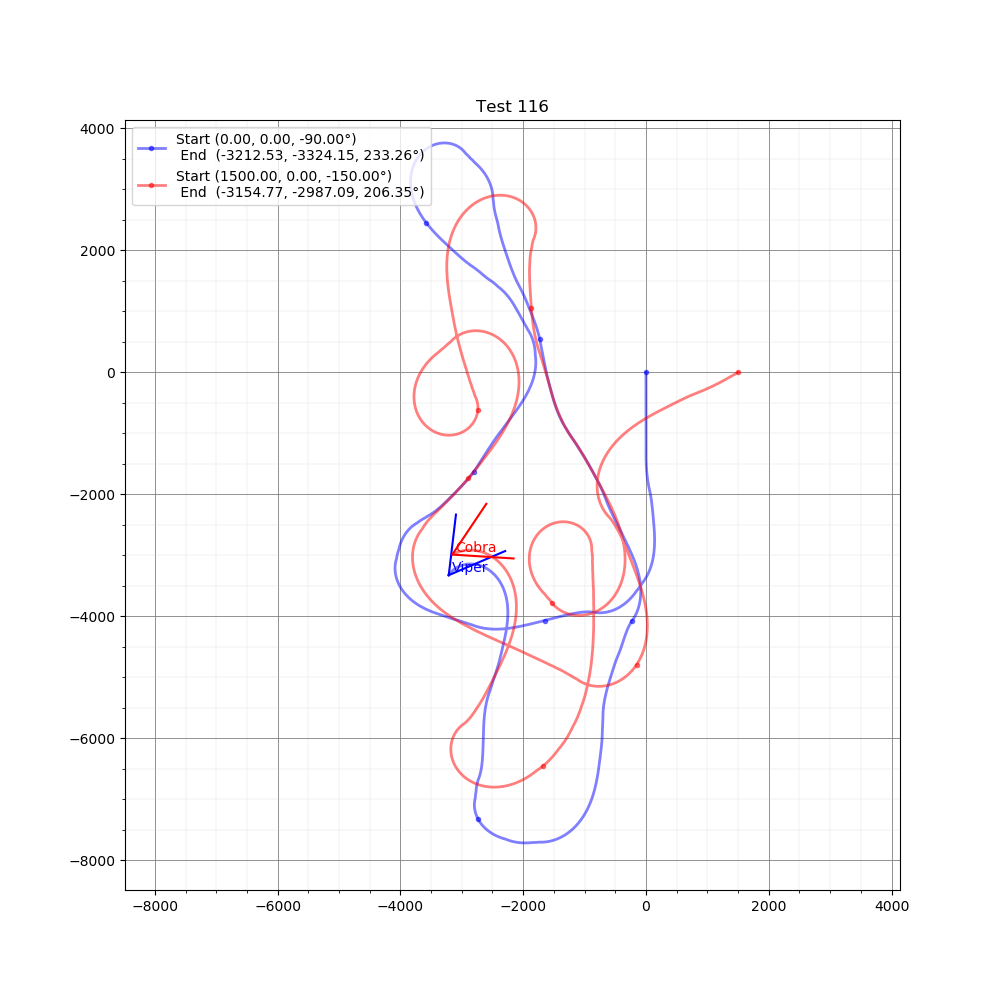 Test 116
Start (0.00, 0.00, -90.00°)
End  (-3212.53, -3324.15, 233.26°)
Start (1500.00, 0.00, -150.00°)
End  (-3154.77, -2987.09, 206.35°)
4000
2000
0
−2000
−4000
−6000
−8000
Cobra
Viper
−8000 −6000 −4000 −2000 0 2000 4000